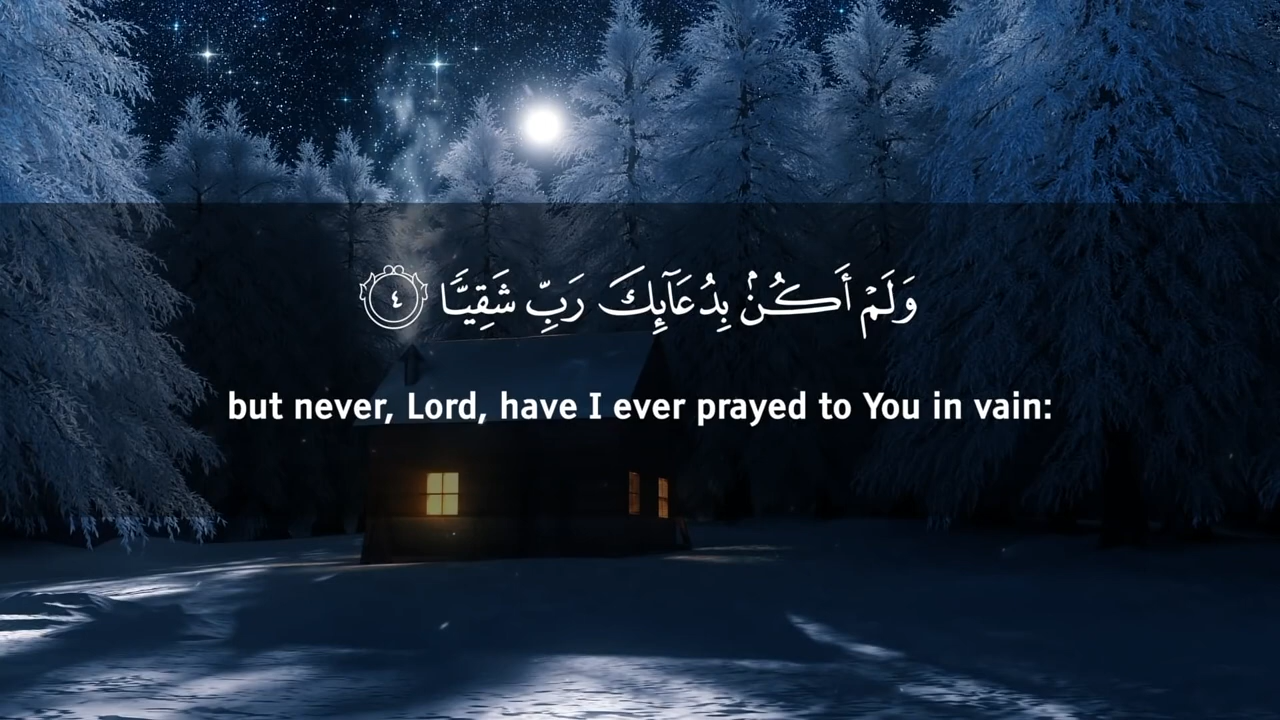 وَلَمْ أَكُنۢ بِدُعَآئِكَ رَبِّ شَقِيًّا ٤
but never, Lord, have I ever prayed to You in vain: